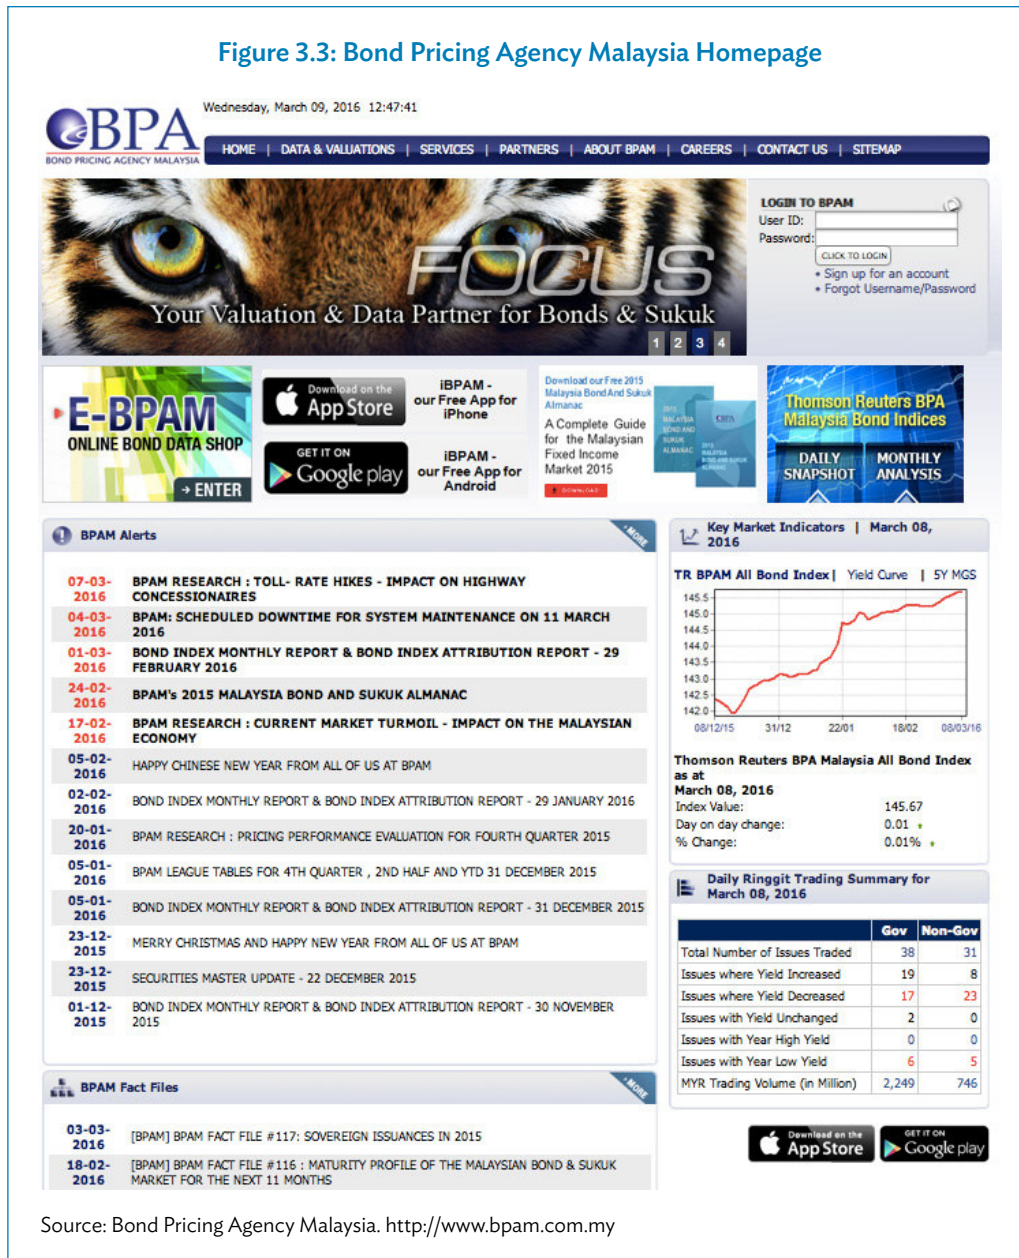 Figure 3.3: Bond Pricing Agency Malaysia Homepage
Wednesday, March 09, 2016 12:47:41
BPA
BOND PRICING AGENCY MALAYSIA
HOME | DATA & VALUATIONS | SERVICES | PARTNERS | ABOUT BPAM | CAREERS | CONTACT US | SITEMAP
FOCUS
Your Valuation & Data Partner for Bonds & Sukuk
1 2 3 4
LOGIN TO BPAM
User ID:
Password:
CLICK TO LOGIN
• Sign up for an account
• Forgot Username/Password
E-BPAM
ONLINE BOND DATA SHOP
ENTER
Download on the
App Store
iBPAM -
our Free App for
iPhone
GET IT ON
Google play
iBPAM -
our Free App for
Android
Download our Free 2015
Malaysia Bond And Sukuk
Almanac
A Complete Guide
for the Malaysian
Fixed Income
Market 2015
DOWNLOAD
2015
MALAYSIA
BOND AND
SUKUK
ALMANAC
Thomson Reuters BPA
Malaysia Bond Indices
DAILY
SNAPSHOT
MONTHLY
ANALYSIS
BPAM Alerts
MORE
07-03-2016 BPAM RESEARCH : TOLL- RATE HIKES - IMPACT ON HIGHWAY
CONCESSIONAIRES
04-03-2016 BPAM: SCHEDULED DOWNTIME FOR SYSTEM MAINTENANCE ON 11 MARCH
2016
01-03-2016 BOND INDEX MONTHLY REPORT & BOND INDEX ATTRIBUTION REPORT - 29
FEBRUARY 2016
24-02-2016 BPAM's 2015 MALAYSIA BOND AND SUKUK ALMANAC
17-02-2016 BPAM RESEARCH : CURRENT MARKET TURMOIL - IMPACT ON THE MALAYSIAN
ECONOMY
05-02-2016 HAPPY CHINESE NEW YEAR FROM ALL OF US AT BPAM
02-02-2016 BOND INDEX MONTHLY REPORT & BOND INDEX ATTRIBUTION REPORT - 29 JANUARY 2016
20-01-2016 BPAM RESEARCH : PRICING PERFORMANCE EVALUATION FOR FOURTH QUARTER 2015
05-01-2016 BPAM LEAGUE TABLES FOR 4TH QUARTER , 2ND HALF AND YTD 31 DECEMBER 2015
05-01-2016 BOND INDEX MONTHLY REPORT & BOND INDEX ATTRIBUTION REPORT - 31 DECEMBER 2015
23-12-2015 MERRY CHRISTMAS AND HAPPY NEW YEAR FROM ALL OF US AT BPAM
23-12-2015 SECURITIES MASTER UPDATE - 22 DECEMBER 2015
01-12-2015 BOND INDEX MONTHLY REPORT & BOND INDEX ATTRIBUTION REPORT - 30 NOVEMBER
2015
BPAM Fact Files
MORE
03-03-2016 [BPAM] BPAM FACT FILE #117: SOVEREIGN ISSUANCES IN 2015
18-02-2016 [BPAM] BPAM FACT FILE #116 : MATURITY PROFILE OF THE MALAYSIAN BOND & SUKUK
MARKET FOR THE NEXT 11 MONTHS
Key Market Indicators | March 08,
2016
TR BPAM All Bond Index | Yield Curve | 5Y MGS
145.5
145.0
144.5
144.0
143.5
143.0
142.5
142.0
08/12/15 31/12 22/01 18/02 08/03/16
Thomson Reuters BPA Malaysia All Bond Index
as at
March 08, 2016
Index Value: 145.67
Day on day change: 0.01
% Change: 0.01%
Daily Ringgit Trading Summary for
March 08, 2016
Gov Non-Gov
Total Number of Issues Traded 38 31
Issues where Yield Increased 19 8
Issues where Yield Decreased 17 23
Issues with Yield Unchanged 2 0
Issues with Year High Yield 0 0
Issues with Year Low Yield 6 5
MYR Trading Volume (in Million) 2,249 746
Download on the
App Store
GET IT ON
Google play
Source: Bond Pricing Agency Malaysia. http://www.bpam.com.my